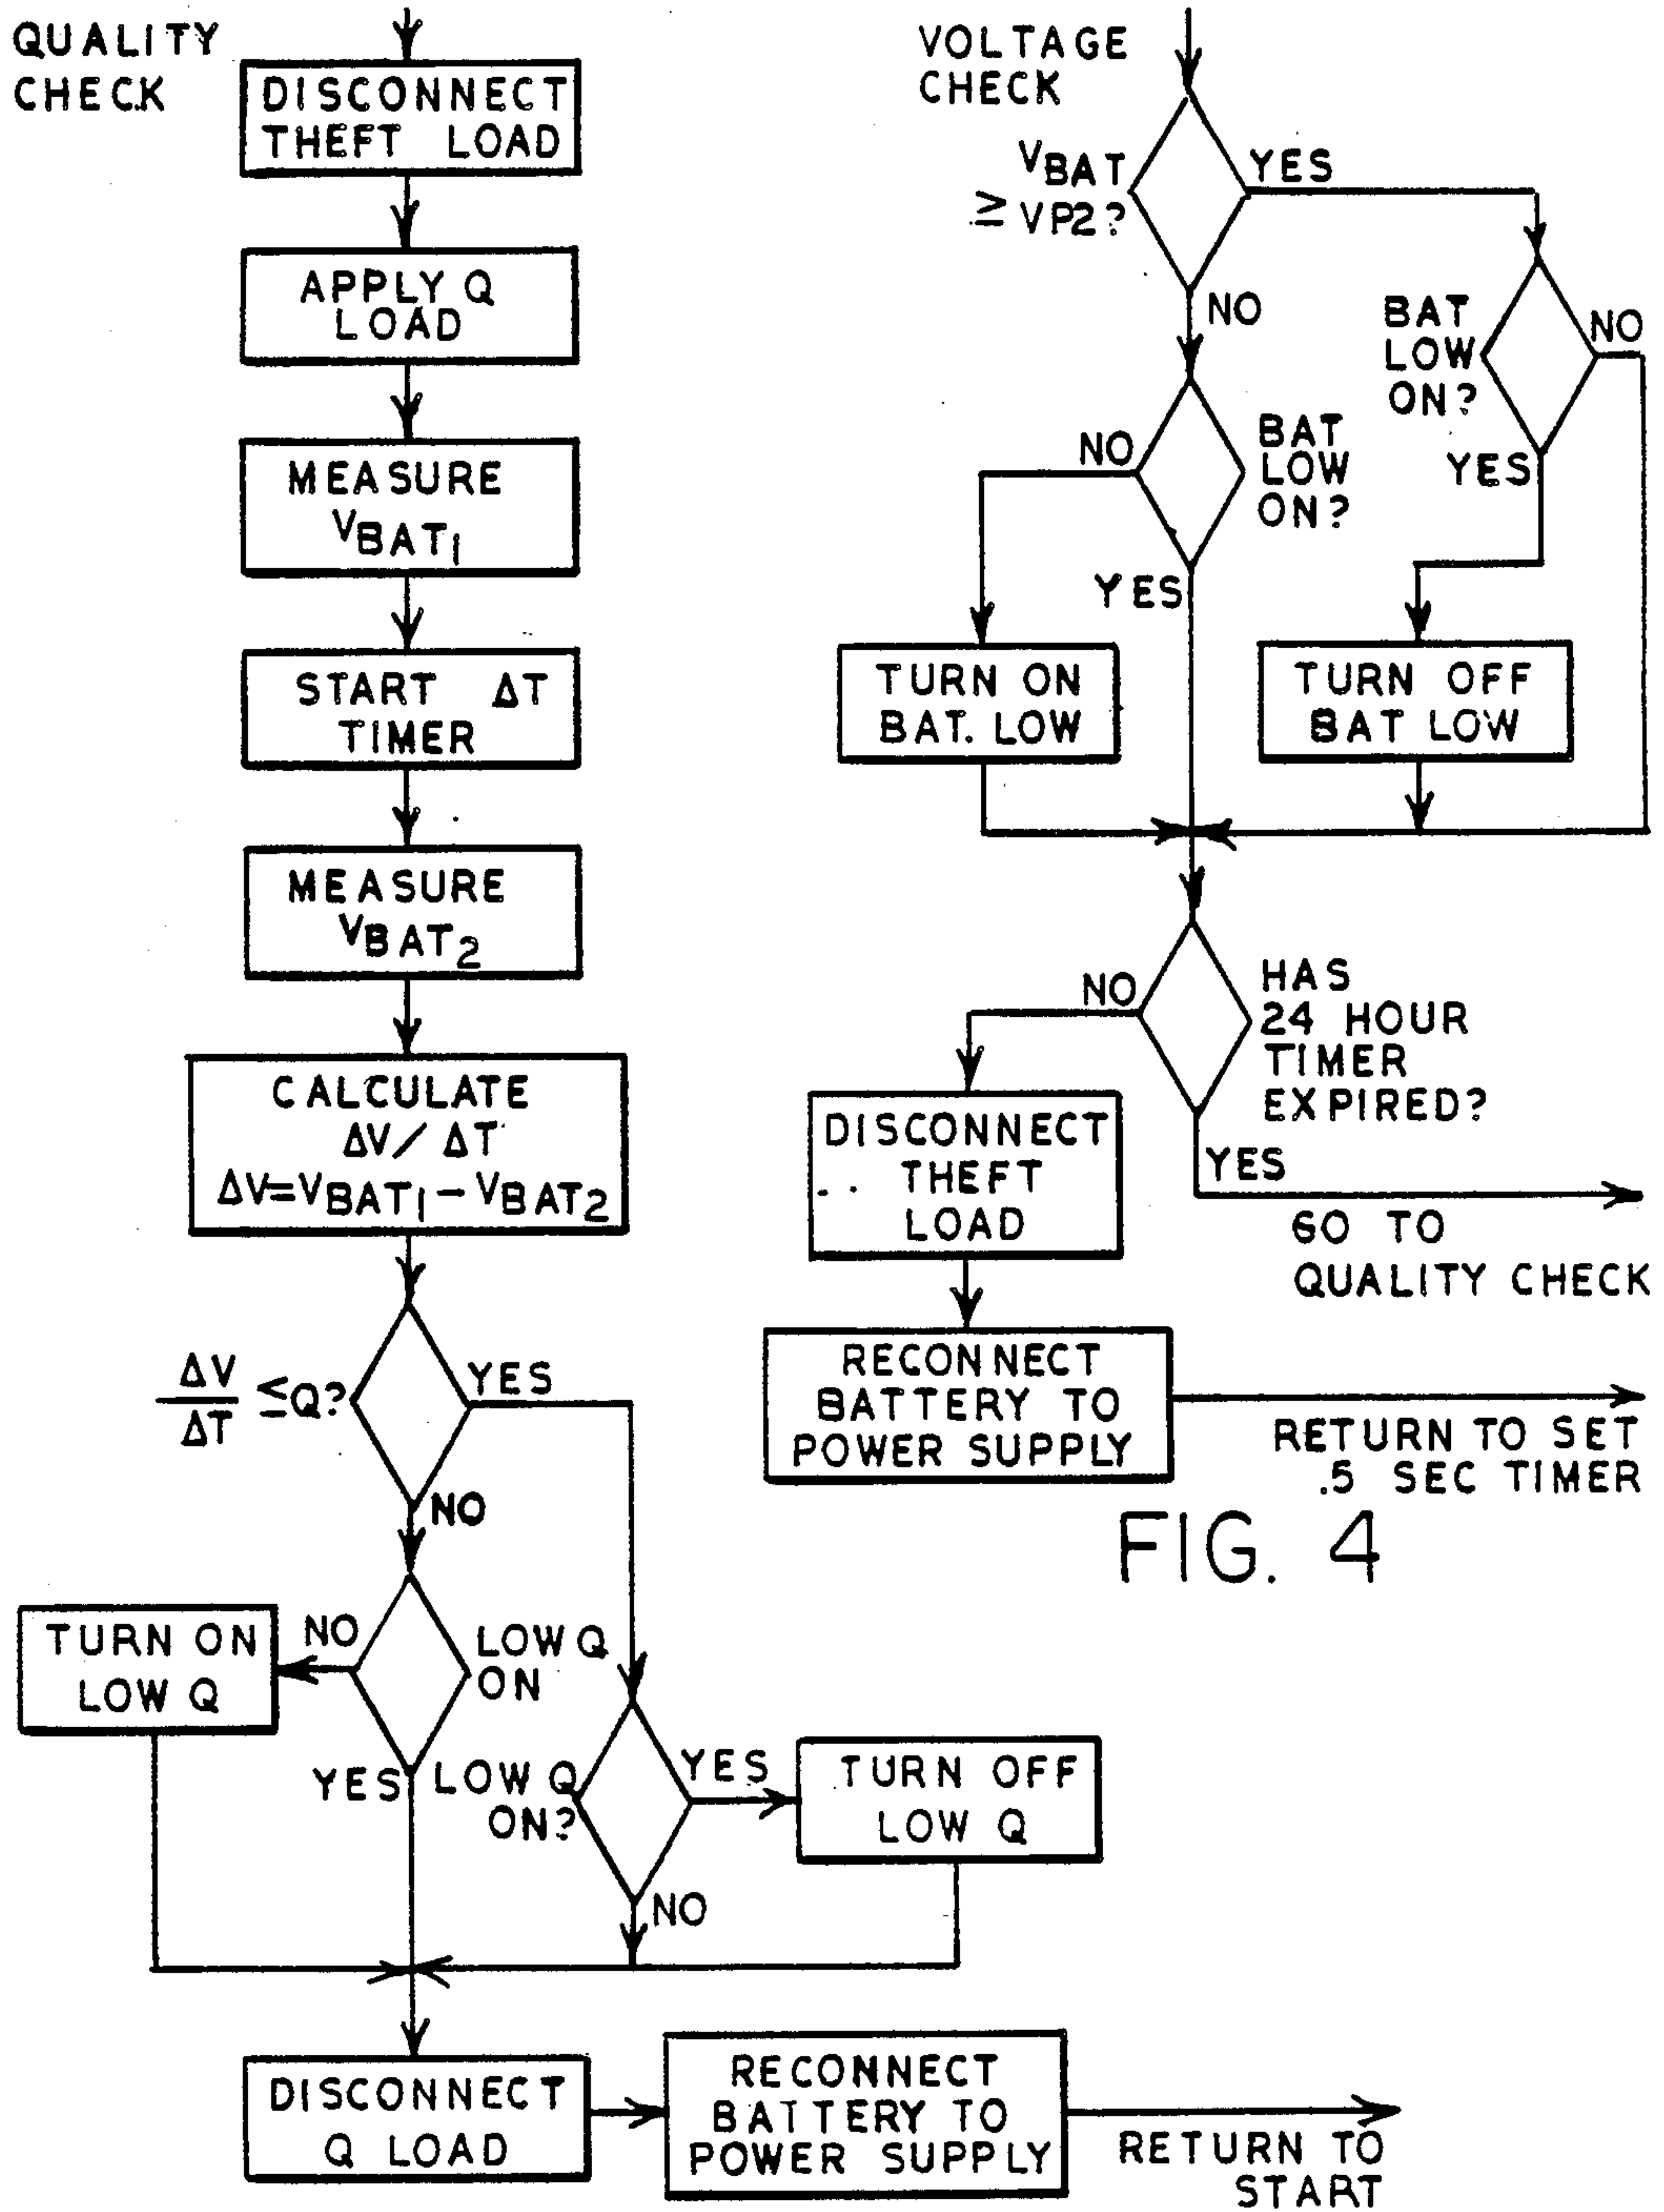 QUALITY
CHECK
DISCONNECT
THEFT LOAD
APPLY Q
LOAD
MEASURE
VBAT1
START ΔT
TIMER
MEASURE
VBAT2
CALCULATE
ΔV/ΔT
ΔV=VBAT1-VBAT2
ΔV
ΔT
≤Q?
YES
NO
LOW Q
ON
NO
TURN ON
LOW Q
YES
LOW Q
ON?
YES
TURN OFF
LOW Q
NO
DISCONNECT
Q LOAD
RECONNECT
BATTERY TO
POWER SUPPLY
RETURN TO
START
VOLTAGE
CHECK
VBAT
≥ VP2?
YES
NO
BAT
LOW
ON?
NO
YES
BAT
LOW
ON?
NO
YES
TURN ON
BAT. LOW
TURN OFF
BAT LOW
HAS
24 HOUR
TIMER
EXPIRED?
NO
YES
GO TO
QUALITY CHECK
DISCONNECT
THEFT
LOAD
RECONNECT
BATTERY TO
POWER SUPPLY
RETURN TO SET
.5 SEC TIMER
FIG. 4